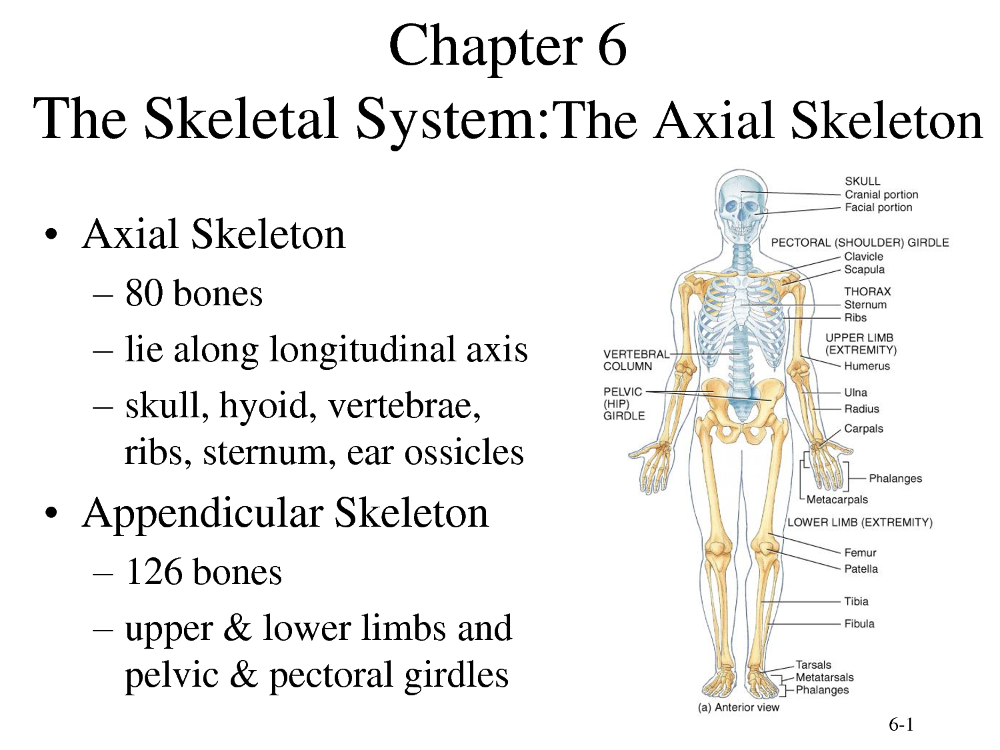 Chapter 6
The Skeletal System:The Axial Skeleton
• Axial Skeleton
– 80 bones
– lie along longitudinal axis
– skull, hyoid, vertebrae,
ribs, sternum, ear ossicles
• Appendicular Skeleton
– 126 bones
– upper & lower limbs and
pelvic & pectoral girdles
SKULL
Cranial portion
Facial portion
PECTORAL (SHOULDER) GIRDLE
Clavicle
Scapula
THORAX
Sternum
Ribs
UPPER LIMB
(EXTREMITY)
Humerus
VERTEBRAL
COLUMN
PELVIC
(HIP)
GIRDLE
Ulna
Radius
Carpals
Phalanges
Metacarpals
LOWER LIMB (EXTREMITY)
Femur
Patella
Tibia
Fibula
Tarsals
Metatarsals
Phalanges
(a) Anterior view
6-1